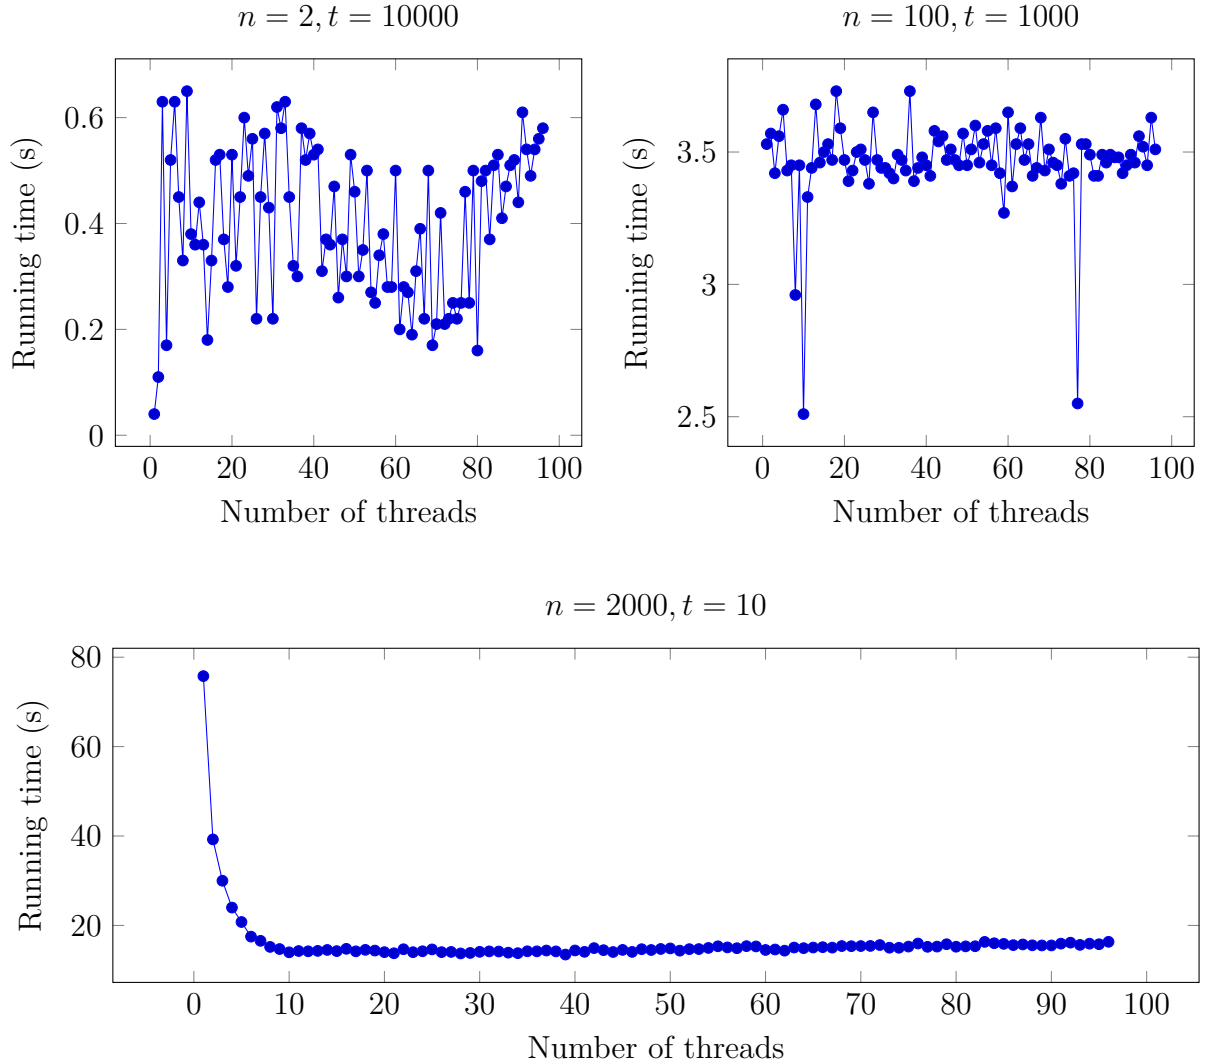 n = 2, t = 10000
Running time (s)
0.6
0.4
0.2
0
0 20 40 60 80 100
Number of threads
n = 100, t = 1000
Running time (s)
3.5
3
2.5
0 20 40 60 80 100
Number of threads
n = 2000, t = 10
Running time (s)
80
60
40
20
0 10 20 30 40 50 60 70 80 90 100
Number of threads